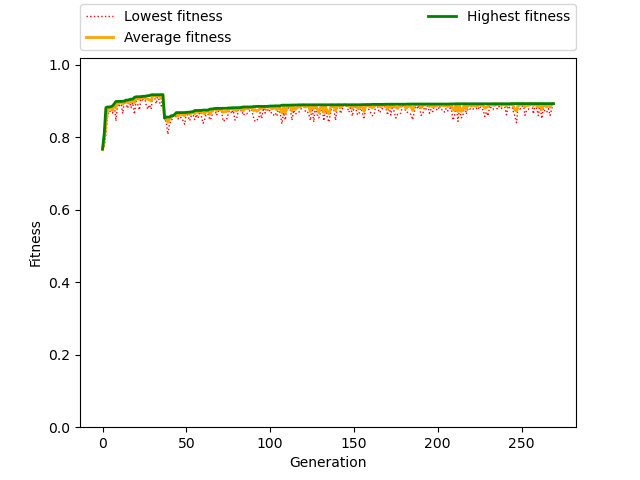 Lowest fitness
Average fitness
Highest fitness
1.0
0.8
0.6
0.4
0.2
0.0
Fitness
0 50 100 150 200 250
Generation